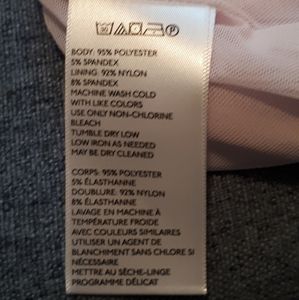 BODY: 95% POLYESTER
5% SPANDEX
LINING: 92% NYLON
8% SPANDEX
MACHINE WASH COLD
WITH LIKE COLORS
USE ONLY NON-CHLORINE
BLEACH
TUMBLE DRY LOW
LOW IRON AS NEEDED
MAY BE DRY CLEANED
CORPS: 95% POLYESTER
5% ÉLASTHANNE
DOUBLURE: 92% NYLON
8% ÉLASTHANNE
LAVAGE EN MACHINE À
TEMPÉRATURE FROIDE
AVEC COULEURS SIMILAIRES
UTILISER UN AGENT DE
BLANCHIMENT SANS CHLORE SI
NÉCESSAIRE
METTRE AU SÈCHE-LINGE
PROGRAMME DÉLICAT